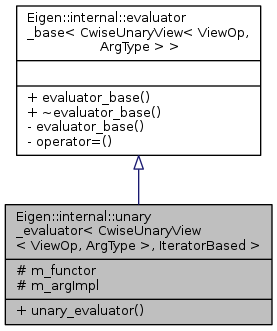 Eigen::internal::evaluator
_base< CwiseUnaryView< ViewOp,
ArgType > >
+ evaluator_base()
+ ~evaluator_base()
- evaluator_base()
- operator=()
Eigen::internal::unary
_evaluator< CwiseUnaryView
< ViewOp, ArgType >, IteratorBased >
# m_functor
# m_argImpl
+ unary_evaluator()